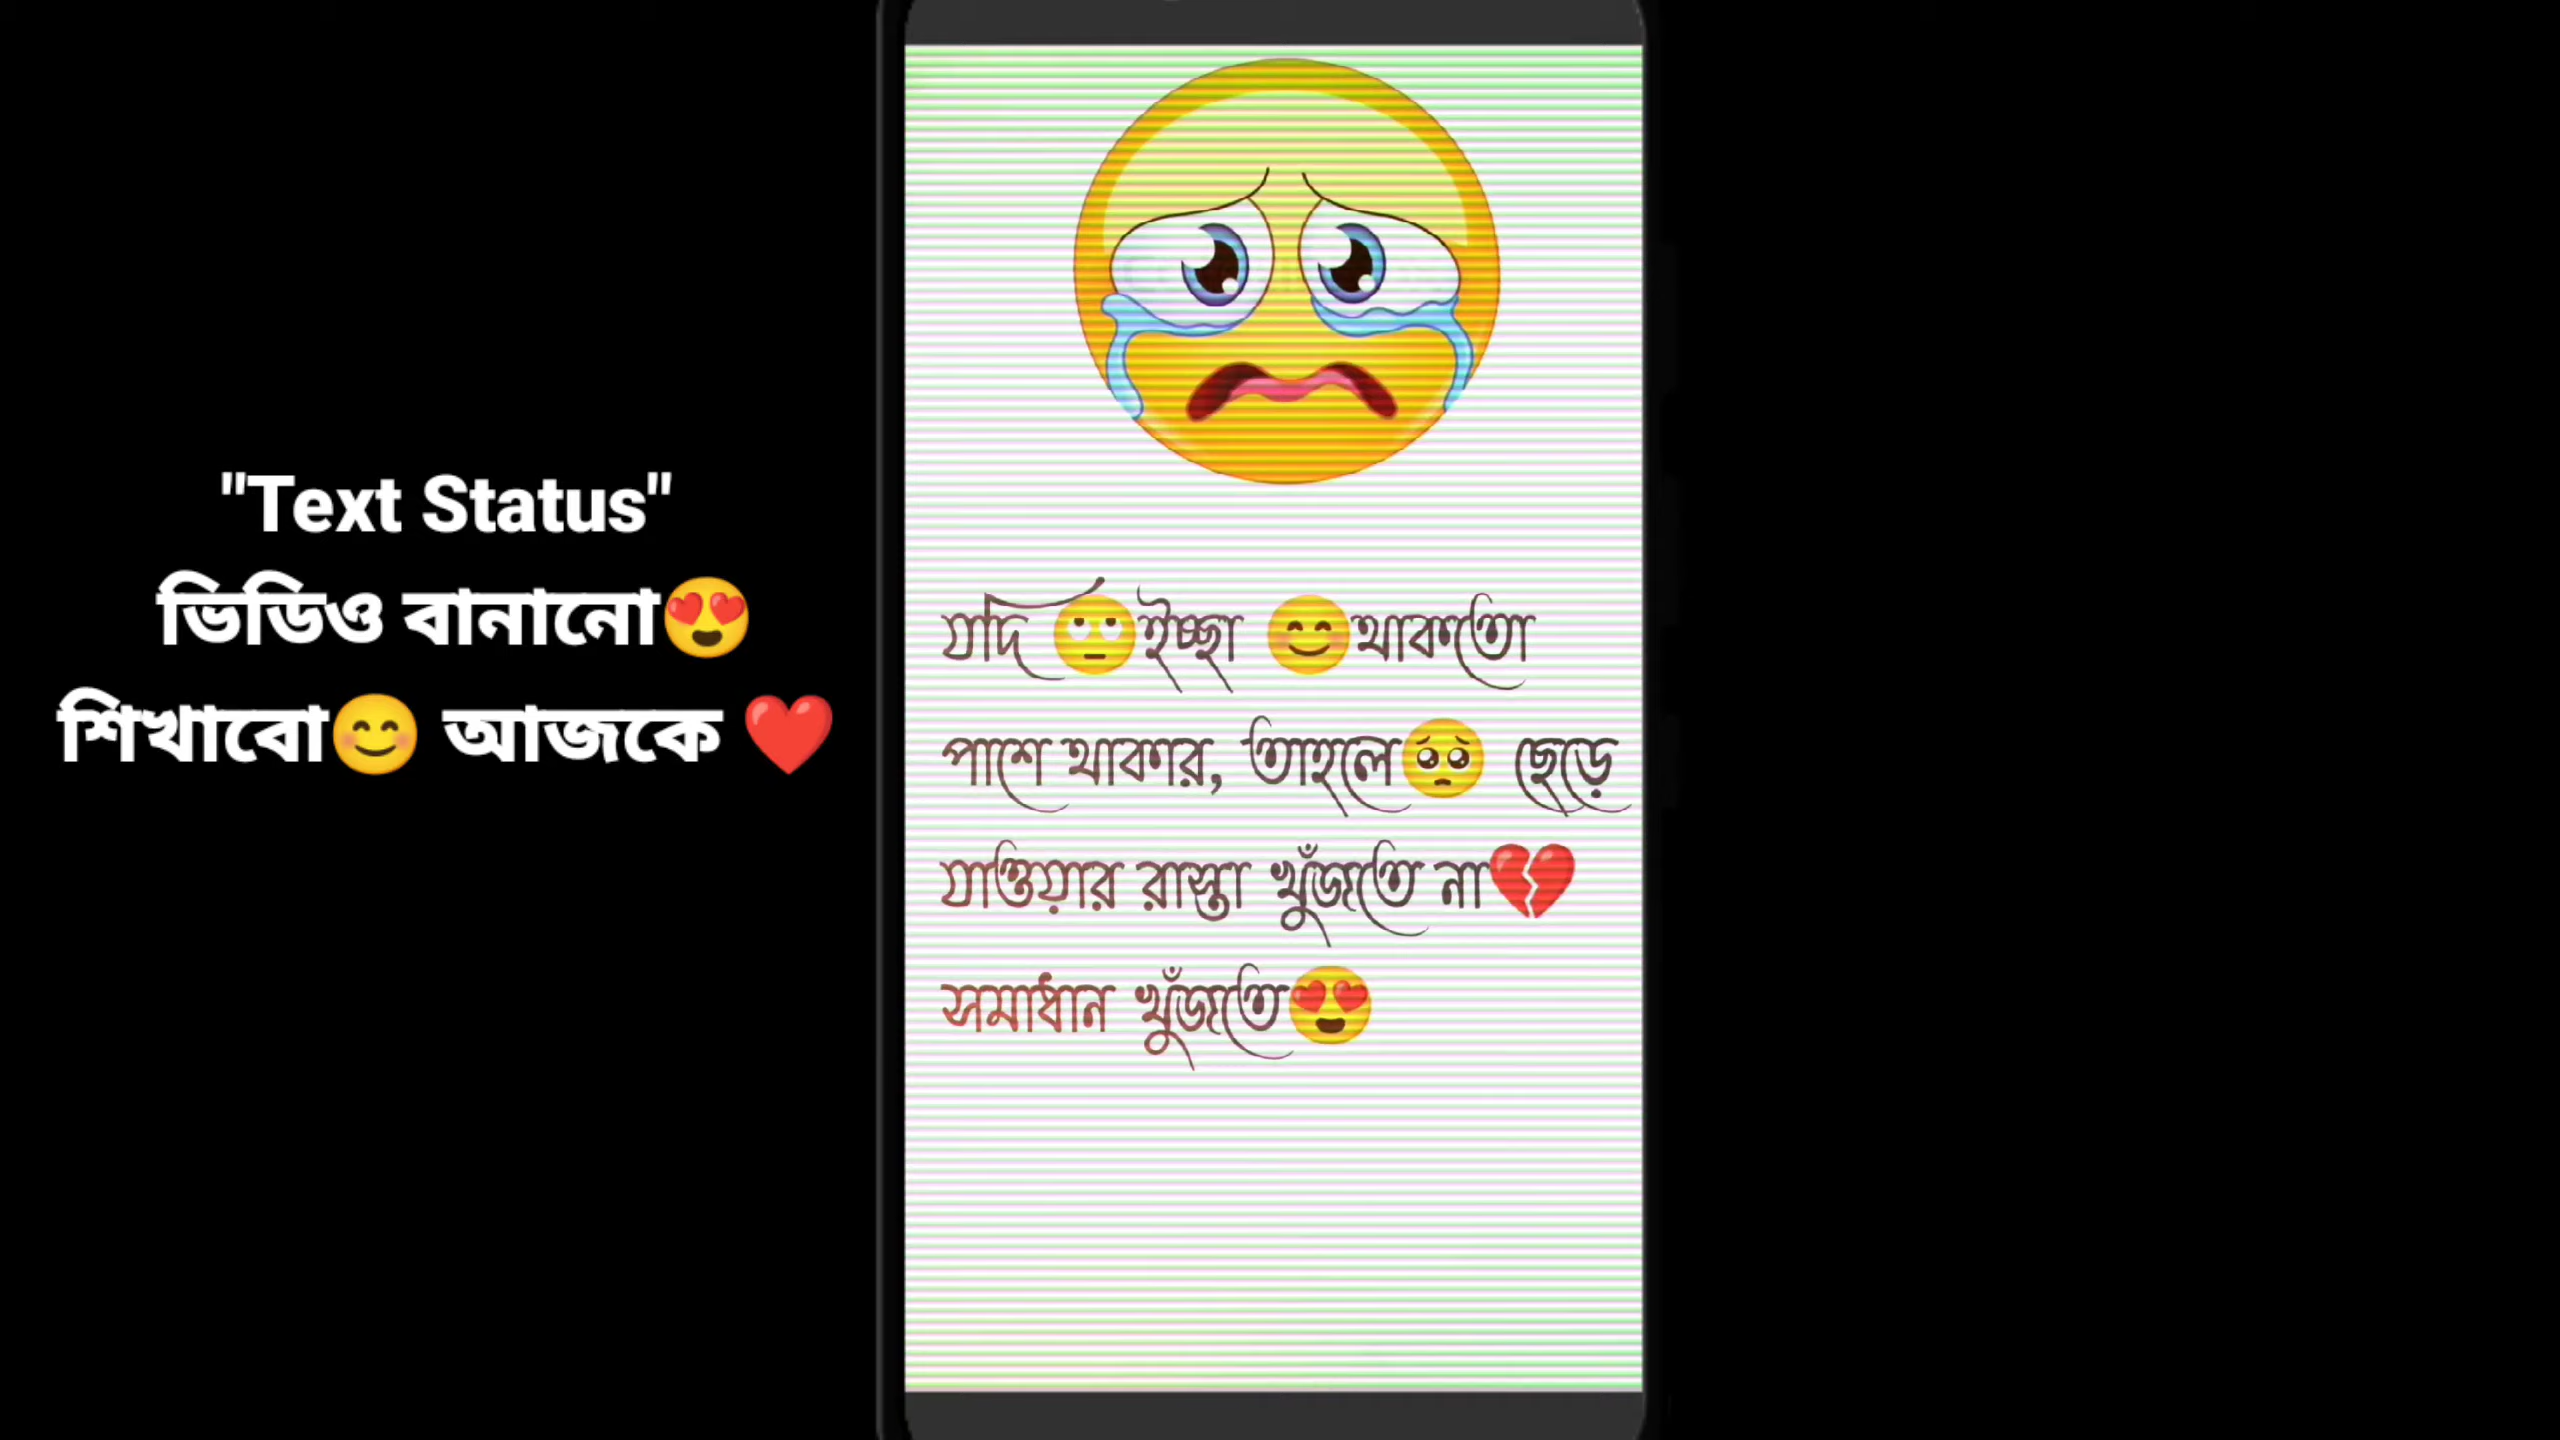 "Text Status"
ভিডিও বানানো😍
শিখাবো😊 আজকে ❤️
যদি 🙄ইচ্ছা 😊থাকতো
পাশে থাকার, তাহলে🥺 ছেড়ে
যাওয়ার রাস্তা খুঁজতে না💔
সমাধান খুঁজতে😍